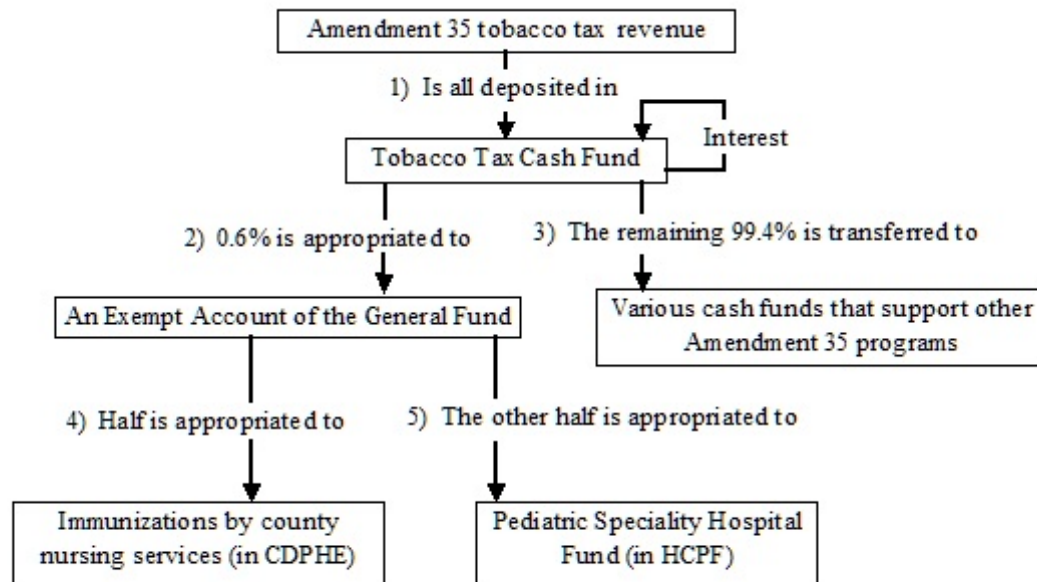 Amendment 35 tobacco tax revenue
1) Is all deposited in
Interest
Tobacco Tax Cash Fund
2) 0.6% is appropriated to
3) The remaining 99.4% is transferred to
An Exempt Account of the General Fund
Various cash funds that support other
Amendment 35 programs
4) Half is appropriated to
5) The other half is appropriated to
Immunizations by county
nursing services (in CDPHE)
Pediatric Speciality Hospital
Fund (in HCPF)